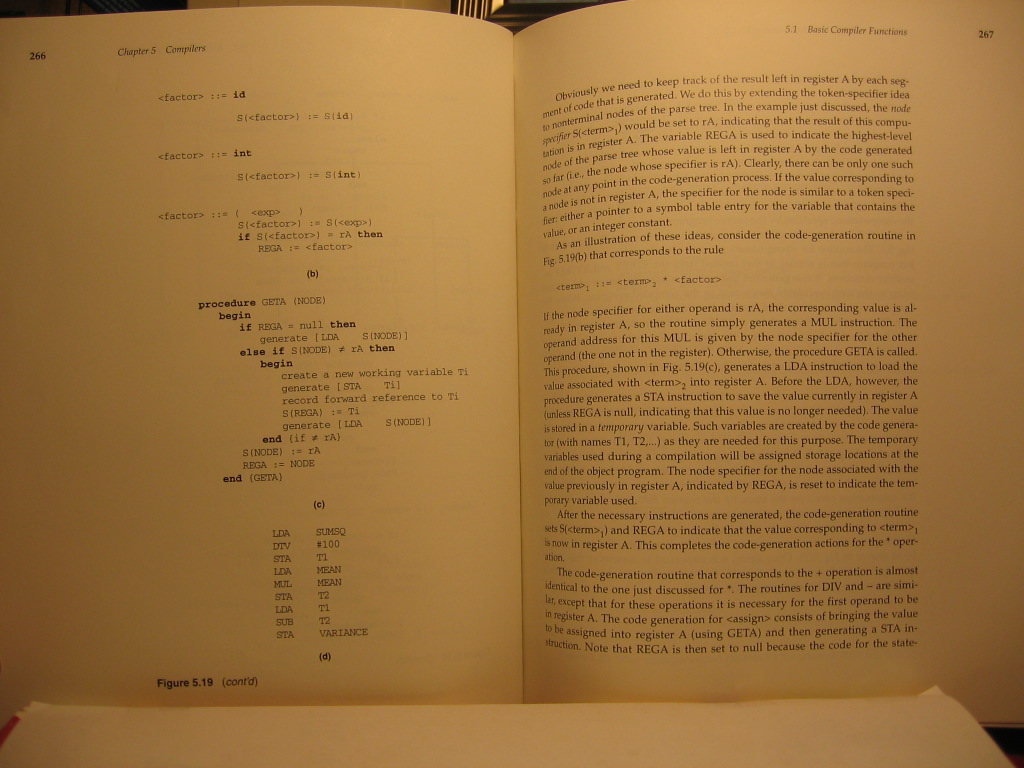 266
Chapter 5 Compilers
<factor> ::= id
S(<factor>) := S(id)
<factor> ::= int
S(<factor>) := S(int)
<factor> ::= ( <exp> )
S(<factor>) := S(<exp>)
if S(<factor>) = rA then
REGA := <factor>
(b)
procedure GETA (NODE)
begin
if REGA = null then
generate [LDA S(NODE)]
else if S(NODE) ≠ rA then
begin
create a new working variable Ti
generate [STA Ti]
record forward reference to Ti
S(REGA) := Ti
generate [LDA S(NODE)]
end (if ≠ rA)
S(NODE) := rA
REGA := NODE
end (GETA)
(c)
LDA SUMSQ
DIV #100
STA T1
LDA MEAN
MUL MEAN
STA T2
LDA T1
SUB T2
STA VARIANCE
(d)
Figure 5.19 (cont'd)
5.1 Basic Compiler Functions
267
Obviously we need to keep track of the result left in register A by each seg-
ment of code that is generated. We do this by extending the token-specifier idea
to nonterminal nodes of the parse tree. In the example just discussed, the node
specifier S(<term>1) would be set to rA, indicating that the result of this compu-
tation is in register A. The variable REGA is used to indicate the highest-level
node of the parse tree whose value is left in register A by the code generated
so far (i.e., the node whose specifier is rA). Clearly, there can be only one such
node at any point in the code-generation process. If the value corresponding to
a node is not in register A, the specifier for the node is similar to a token speci-
fier: either a pointer to a symbol table entry for the variable that contains the
value, or an integer constant.
As an illustration of these ideas, consider the code-generation routine in
Fig. 5.19(b) that corresponds to the rule
<term>1 ::= <term>2 * <factor>
If the node specifier for either operand is rA, the corresponding value is al-
ready in register A, so the routine simply generates a MUL instruction. The
operand address for this MUL is given by the node specifier for the other
operand (the one not in the register). Otherwise, the procedure GETA is called.
This procedure, shown in Fig. 5.19(c), generates a LDA instruction to load the
value associated with <term>2 into register A. Before the LDA, however, the
procedure generates a STA instruction to save the value currently in register A
(unless REGA is null, indicating that this value is no longer needed). The value
is stored in a temporary variable. Such variables are created by the code genera-
tor (with names T1, T2,...) as they are needed for this purpose. The temporary
variables used during a compilation will be assigned storage locations at the
end of the object program. The node specifier for the node associated with the
value previously in register A, indicated by REGA, is reset to indicate the tem-
porary variable used.
After the necessary instructions are generated, the code-generation routine
sets S(<term>1) and REGA to indicate that the value corresponding to <term>1
is now in register A. This completes the code-generation actions for the * oper-
ation.
The code-generation routine that corresponds to the + operation is almost
identical to the one just discussed for *. The routines for DIV and – are simi-
lar, except that for these operations it is necessary for the first operand to be
in register A. The code generation for <assign> consists of bringing the value
to be assigned into register A (using GETA) and then generating a STA in-
struction. Note that REGA is then set to null because the code for the state-